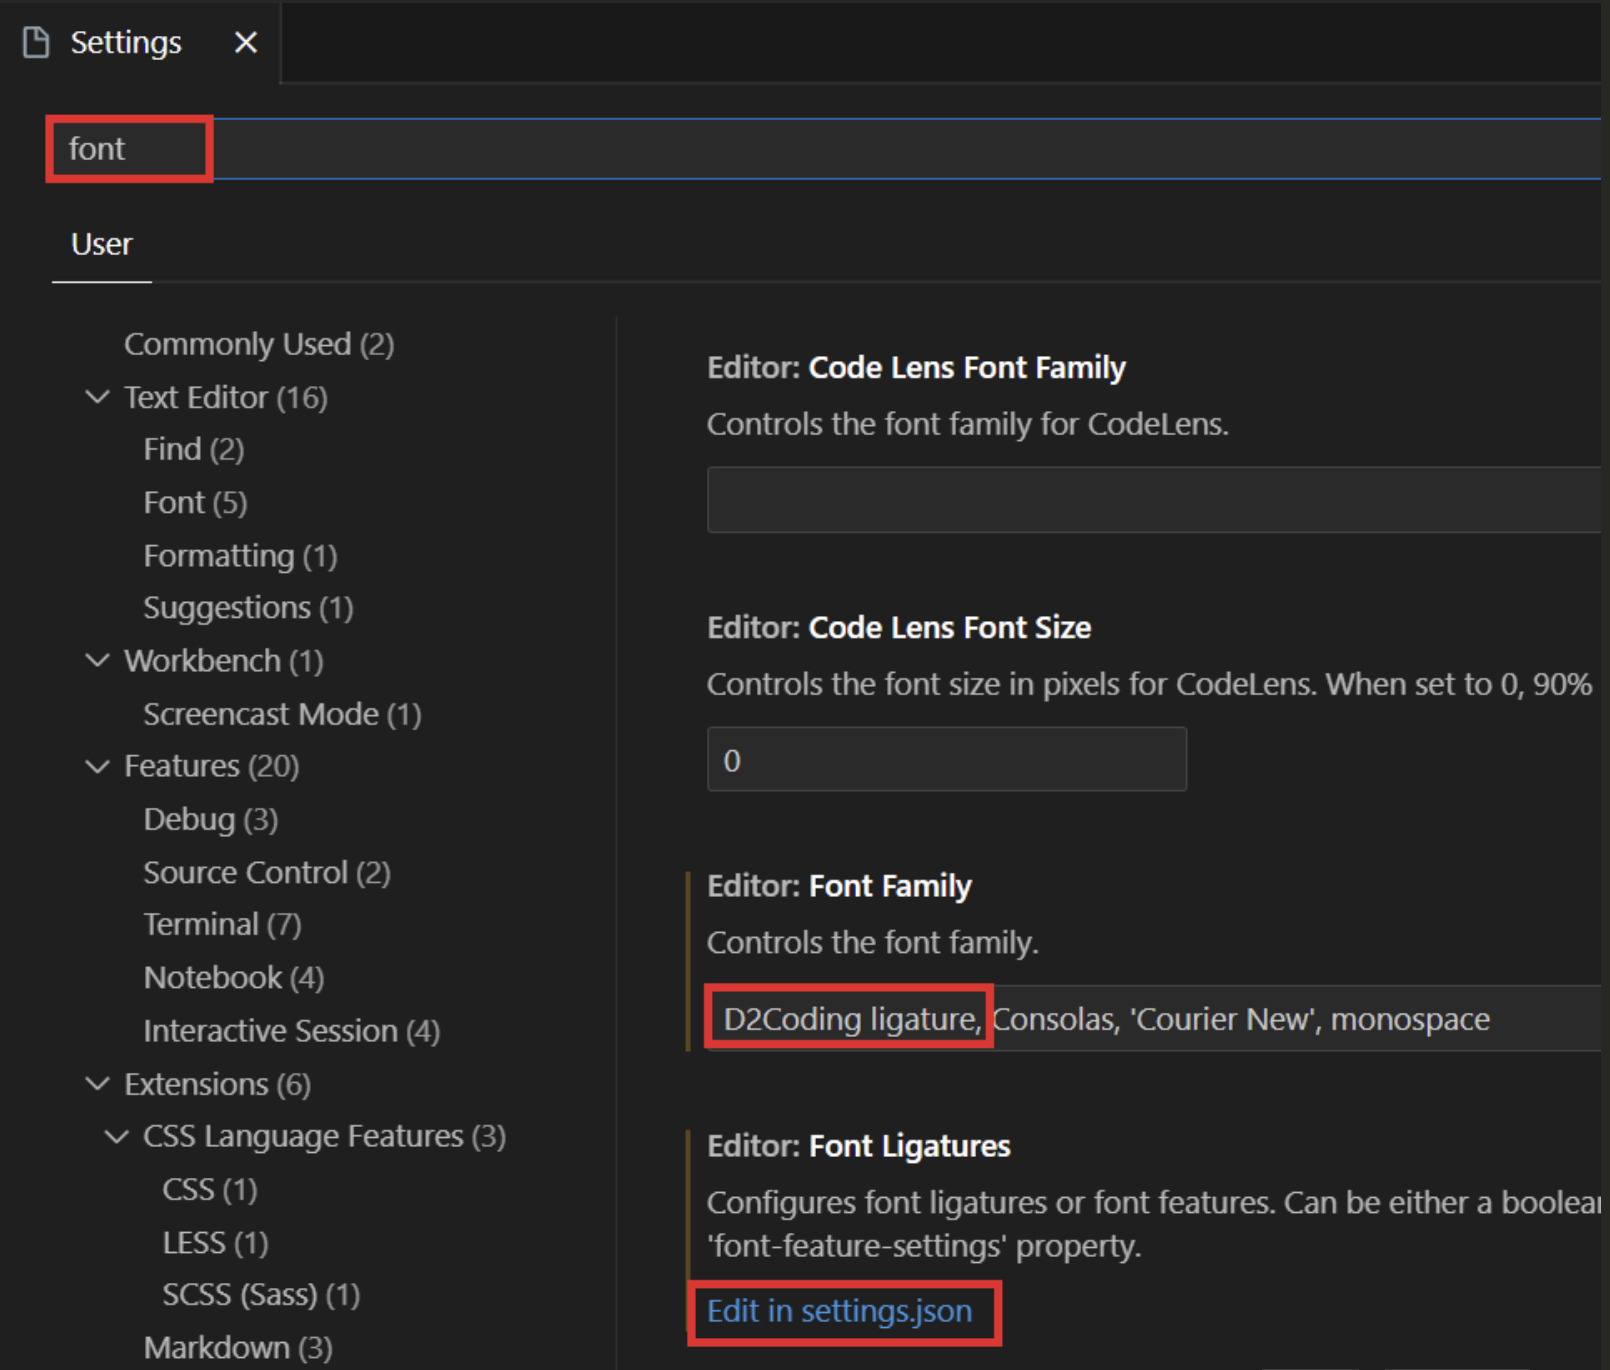 Settings
font
User
Commonly Used (2)
Text Editor (16)
Find (2)
Font (5)
Formatting (1)
Suggestions (1)
Workbench (1)
Screencast Mode (1)
Features (20)
Debug (3)
Source Control (2)
Terminal (7)
Notebook (4)
Interactive Session (4)
Extensions (6)
CSS Language Features (3)
CSS (1)
LESS (1)
SCSS (Sass) (1)
Markdown (3)
Editor: Code Lens Font Family
Controls the font family for CodeLens.
Editor: Code Lens Font Size
Controls the font size in pixels for CodeLens. When set to 0, 90%
0
Editor: Font Family
Controls the font family.
D2Coding ligature, Consolas, 'Courier New', monospace
Editor: Font Ligatures
Configures font ligatures or font features. Can be either a boolean
'font-feature-settings' property.
Edit in settings.json